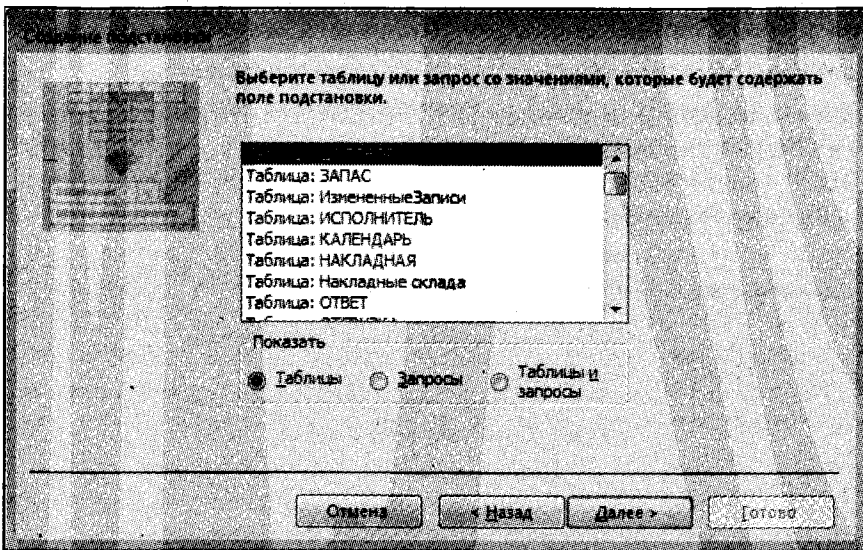 Создание подстановки
Выберите таблицу или запрос со значениями, которые будет содержать
поле подстановки.
Таблица: ЗАПАС
Таблица: ИзмененныеЗаписи
Таблица: ИСПОЛНИТЕЛЬ
Таблица: КАЛЕНДАРЬ
Таблица: НАКЛАДНАЯ
Таблица: Накладные склада
Таблица: ОТВЕТ
Показать
Таблицы
Запросы
Таблицы и
запросы
Отмена
< Назад
Далее >
Готово